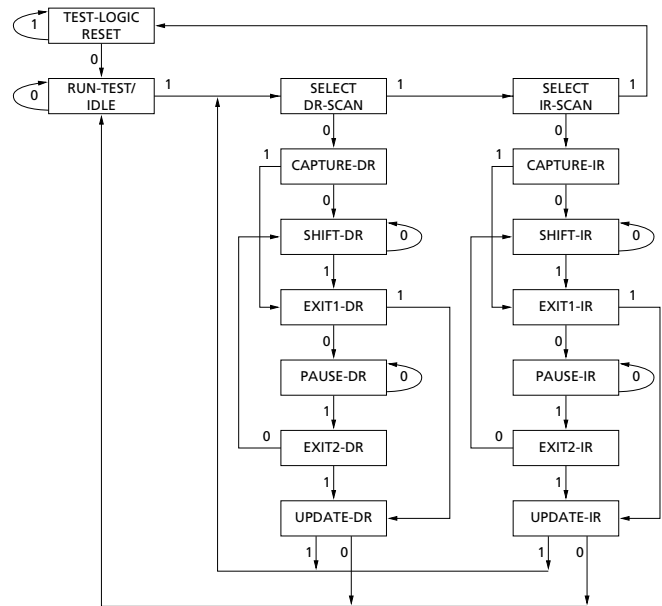 TEST-LOGIC
RESET
1
0
RUN-TEST/
IDLE
0
1
SELECT
DR-SCAN
1
SELECT
IR-SCAN
1
0
0
1
CAPTURE-DR
1
CAPTURE-IR
0
0
SHIFT-DR
0
SHIFT-IR
0
1
1
EXIT1-DR
1
EXIT1-IR
1
0
0
PAUSE-DR
0
PAUSE-IR
0
1
1
0
EXIT2-DR
0
EXIT2-IR
1
1
UPDATE-DR
UPDATE-IR
1
0
1
0